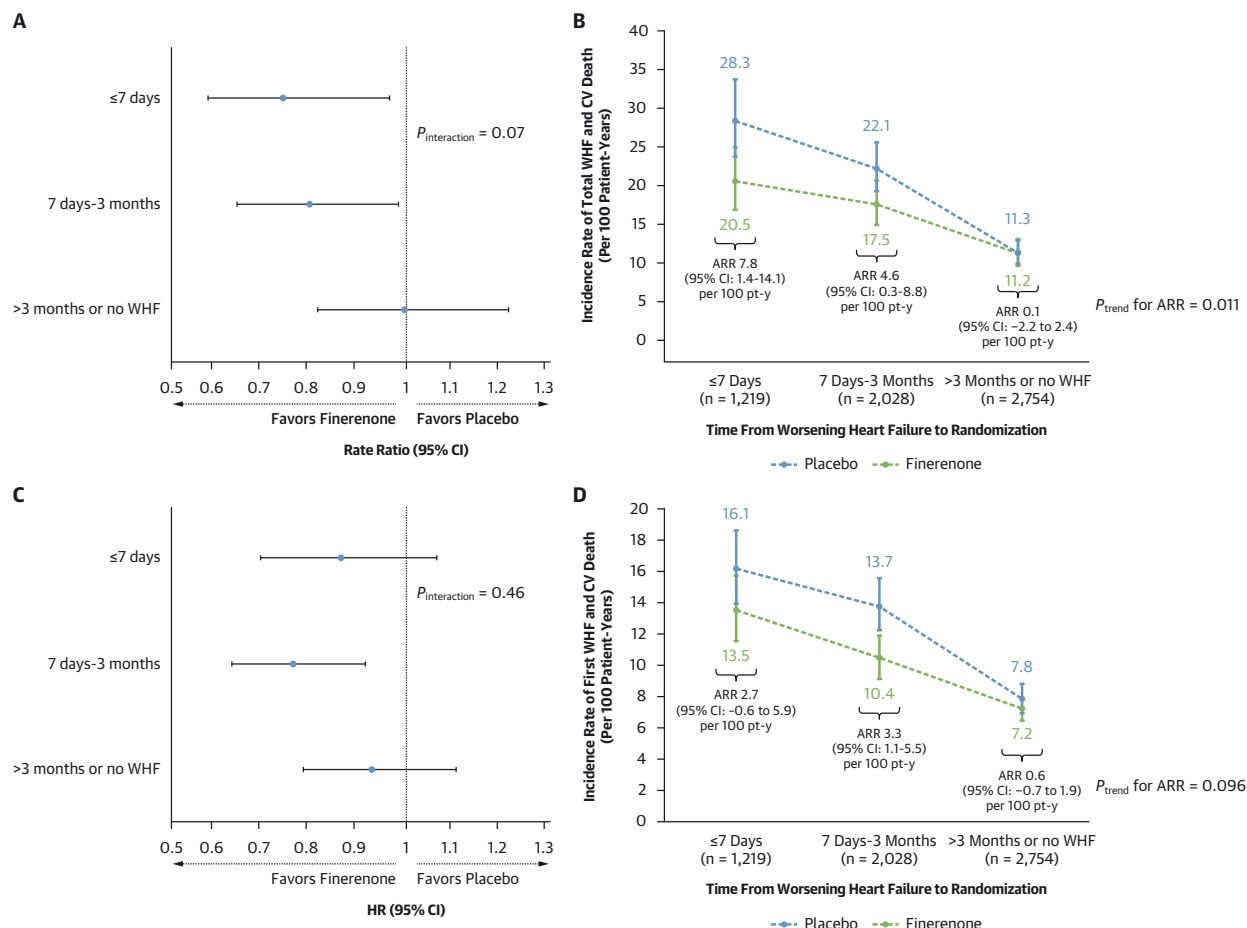 A
≤7 days
P interaction = 0.07
7 days-3 months
>3 months or no WHF
0.5 0.6 0.7 0.8 0.9 1 1.1 1.2 1.3
Favors Finerenone Favors Placebo
Rate Ratio (95% CI)
B
Incidence Rate of Total WHF and CV Death
(Per 100 Patient-Years)
40
35
30
25
20
15
10
5
0
28.3
22.1
11.3
20.5
17.5
11.2
ARR 7.8
(95% CI: 1.4-14.1)
per 100 pt-y
ARR 4.6
(95% CI: 0.3-8.8)
per 100 pt-y
ARR 0.1
(95% CI: −2.2 to 2.4)
per 100 pt-y
P trend for ARR = 0.011
≤7 Days 7 Days-3 Months >3 Months or no WHF
(n = 1,219) (n = 2,028) (n = 2,754)
Time From Worsening Heart Failure to Randomization
Placebo Finerenone
C
≤7 days
P interaction = 0.46
7 days-3 months
>3 months or no WHF
0.5 0.6 0.7 0.8 0.9 1 1.1 1.2 1.3
Favors Finerenone Favors Placebo
HR (95% CI)
D
Incidence Rate of First WHF and CV Death
(Per 100 Patient-Years)
20
18
16
14
12
10
8
6
4
2
0
16.1
13.7
7.8
13.5
10.4
7.2
ARR 2.7
(95% CI: −0.6 to 5.9)
per 100 pt-y
ARR 3.3
(95% CI: 1.1-5.5)
per 100 pt-y
ARR 0.6
(95% CI: −0.7 to 1.9)
per 100 pt-y
P trend for ARR = 0.096
≤7 Days 7 Days-3 Months >3 Months or no WHF
(n = 1,219) (n = 2,028) (n = 2,754)
Time From Worsening Heart Failure to Randomization
Placebo Finerenone